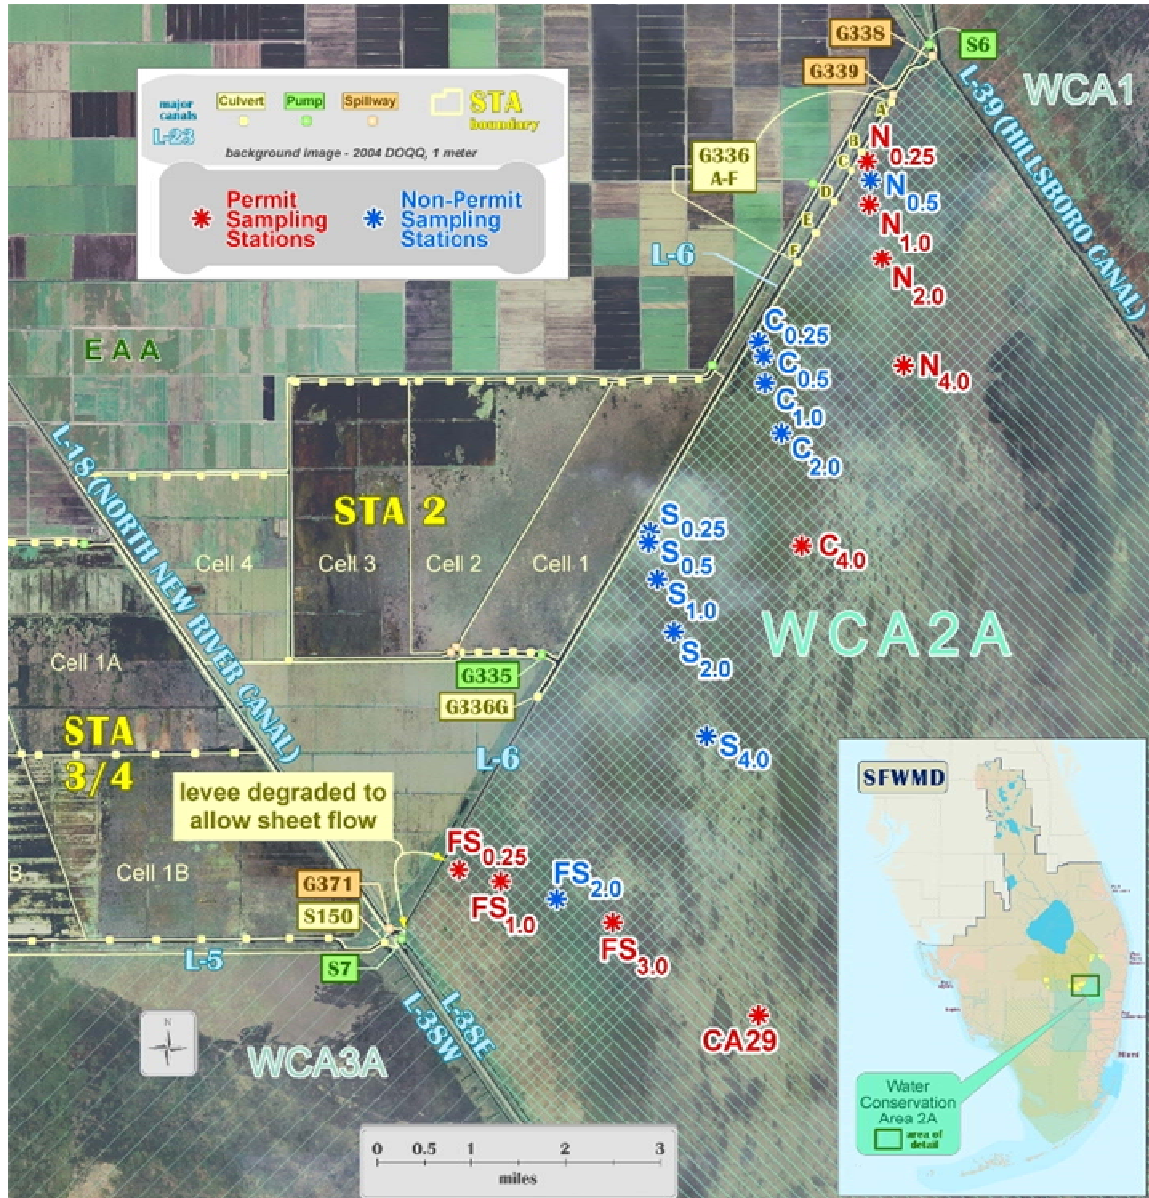 G338
S6
G339
WCA1
L-39 (HILLSBORO CANAL)
major
canals
L-23
Culvert
Pump
Spillway
STA
boundary
background image - 2004 DOQQ, 1 meter
Permit
Sampling
Stations
Non-Permit
Sampling
Stations
G336
A-F
A
B
C
D
E
F
N0.25
N0.5
N1.0
N2.0
N4.0
L-6
EAA
C0.25
C0.5
C1.0
C2.0
C4.0
L-18 (NORTH NEW RIVER CANAL)
STA 2
Cell 4
Cell 3
Cell 2
Cell 1
S0.25
S0.5
S1.0
S2.0
S4.0
WCA2A
Cell 1A
G335
G336G
STA
3/4
L-6
levee degraded to
allow sheet flow
B
Cell 1B
FS0.25
FS1.0
FS2.0
FS3.0
G371
S150
L-5
S7
L-38W
L-38E
CA29
N
WCA3A
0 0.5 1 2 3
miles
SFWMD
Miami
Water
Conservation
Area 2A
area of
detail